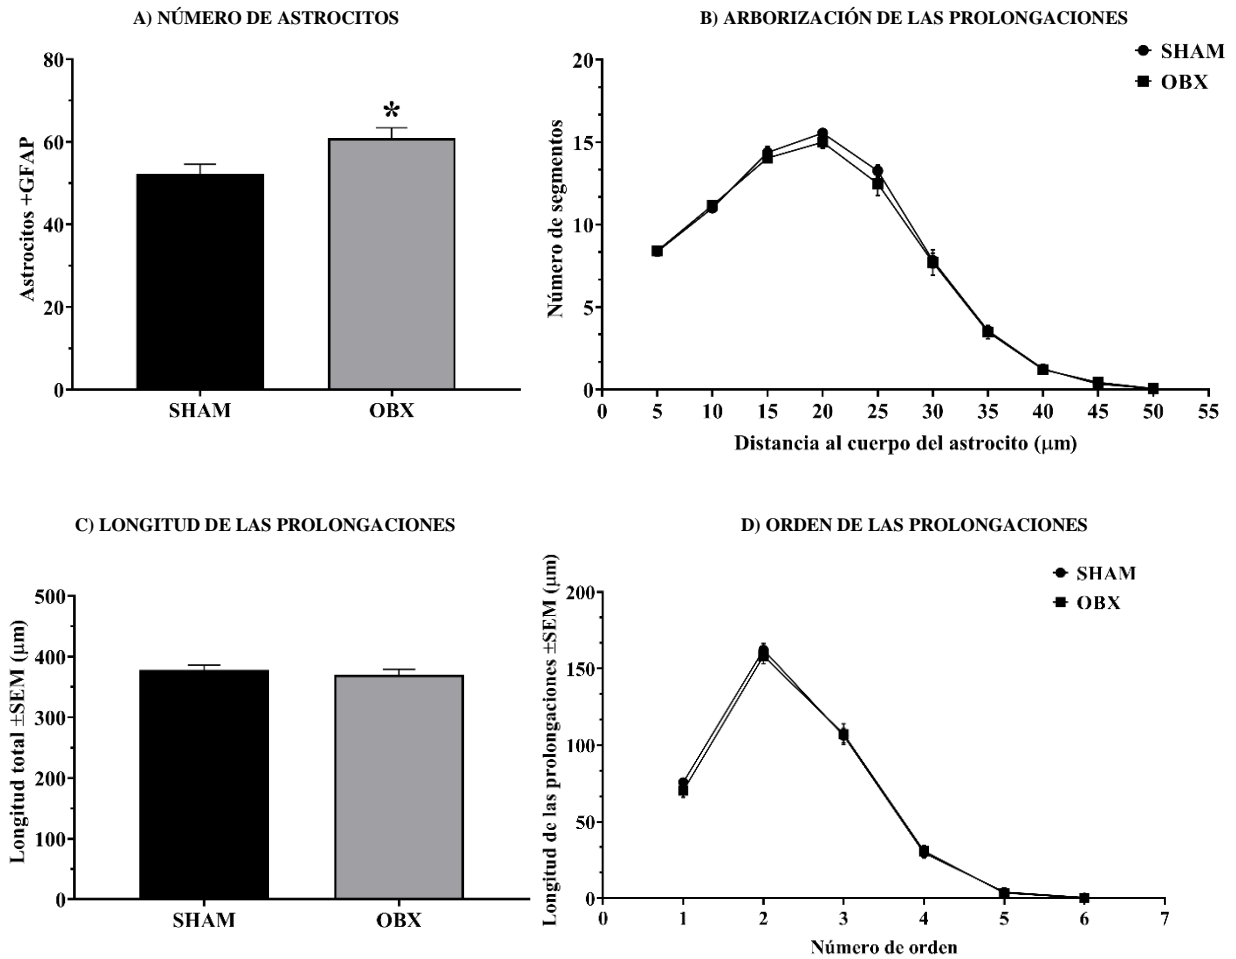 A) NÚMERO DE ASTROCITOS
80
60
40
20
0
Astrocitos +GFAP
*
SHAM OBX
B) ARBORIZACIÓN DE LAS PROLONGACIONES
SHAM
OBX
20
15
10
5
0
Número de segmentos
0 5 10 15 20 25 30 35 40 45 50 55
Distancia al cuerpo del astrocito (μm)
C) LONGITUD DE LAS PROLONGACIONES
500
400
300
200
100
0
Longitud total ±SEM (μm)
SHAM OBX
D) ORDEN DE LAS PROLONGACIONES
SHAM
OBX
200
150
100
50
0
Longitud de las prolongaciones ±SEM (μm)
0 1 2 3 4 5 6 7
Número de orden